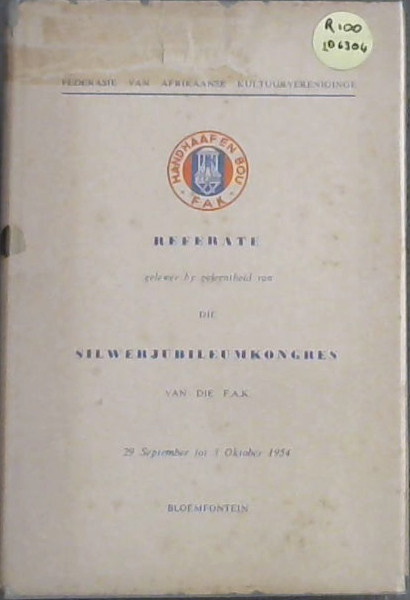 R100
ID6304
FEDERASIE VAN AFRIKAANSE KULTUURVERENIGINGE
HANDHAAF EN BOU
F.A.K.
REFERATE
gelewer by geleentheid van
DIE
SILWERJUBILEUMKONGRES
VAN DIE F.A.K.
29 September tot 3 Oktober 1954
BLOEMFONTEIN